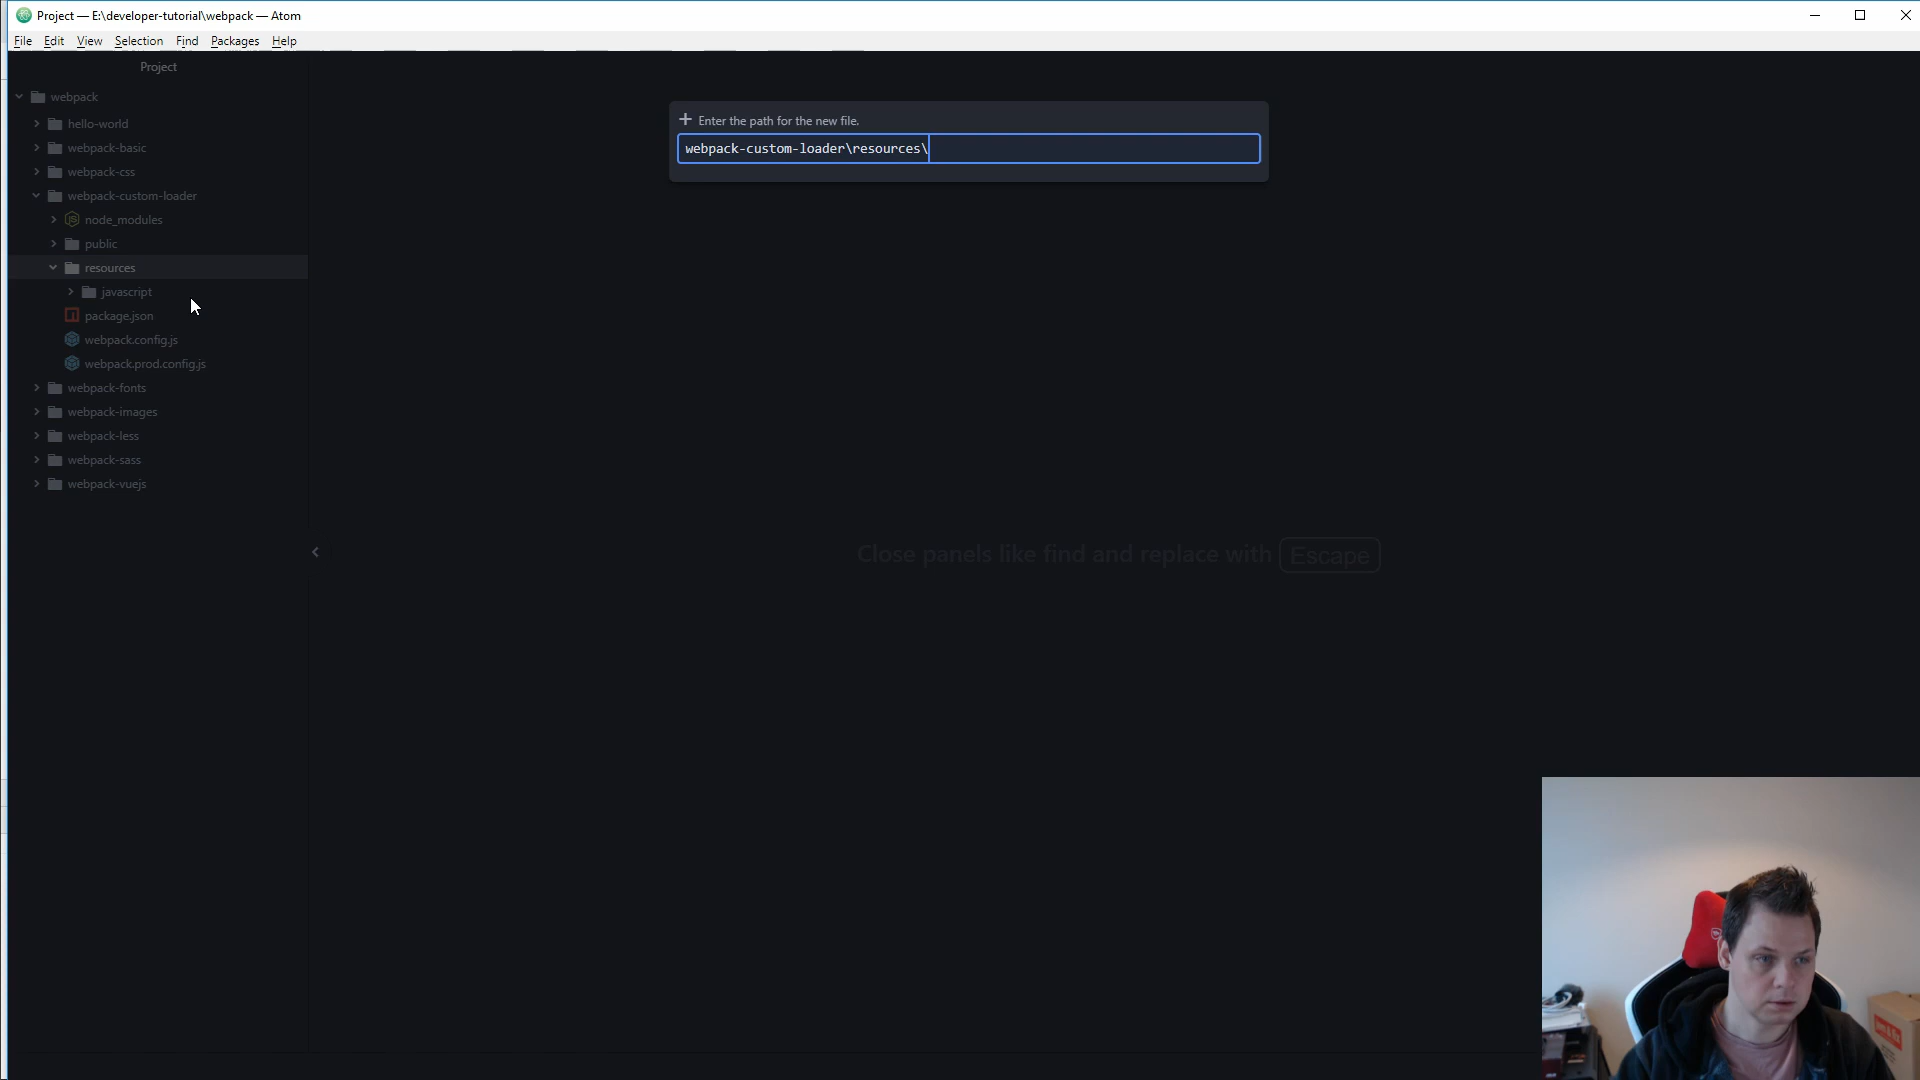 Project — E:\developer-tutorial\webpack — Atom
File Edit View Selection Find Packages Help
Project
webpack
hello-world
webpack-basic
webpack-css
webpack-custom-loader
node_modules
public
resources
javascript
package.json
webpack.config.js
webpack.prod.config.js
webpack-fonts
webpack-images
webpack-less
webpack-sass
webpack-vuejs
Enter the path for the new file.
webpack-custom-loader\resources\
Close panels like find and replace with Escape